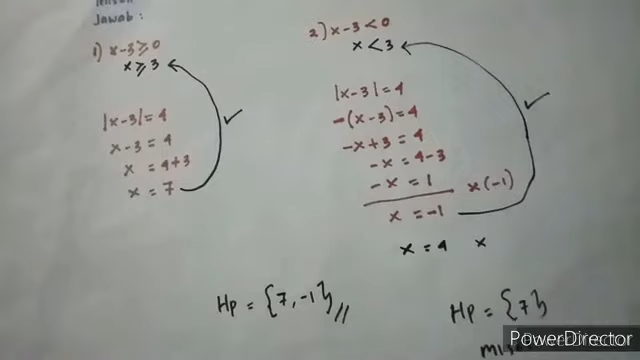 Jawab :
1) x-3 ≥ 0
x ≥ 3
|x-3| = 4
x-3 = 4
x = 4+3
x = 7
2) x-3 < 0
x < 3
|x-3| = 4
-(x-3) = 4
-x+3 = 4
-x = 4-3
-x = 1 x(-1)
x = -1
x = 4 x
Hp = {7, -1} //
Hp = {7}
PowerDirector